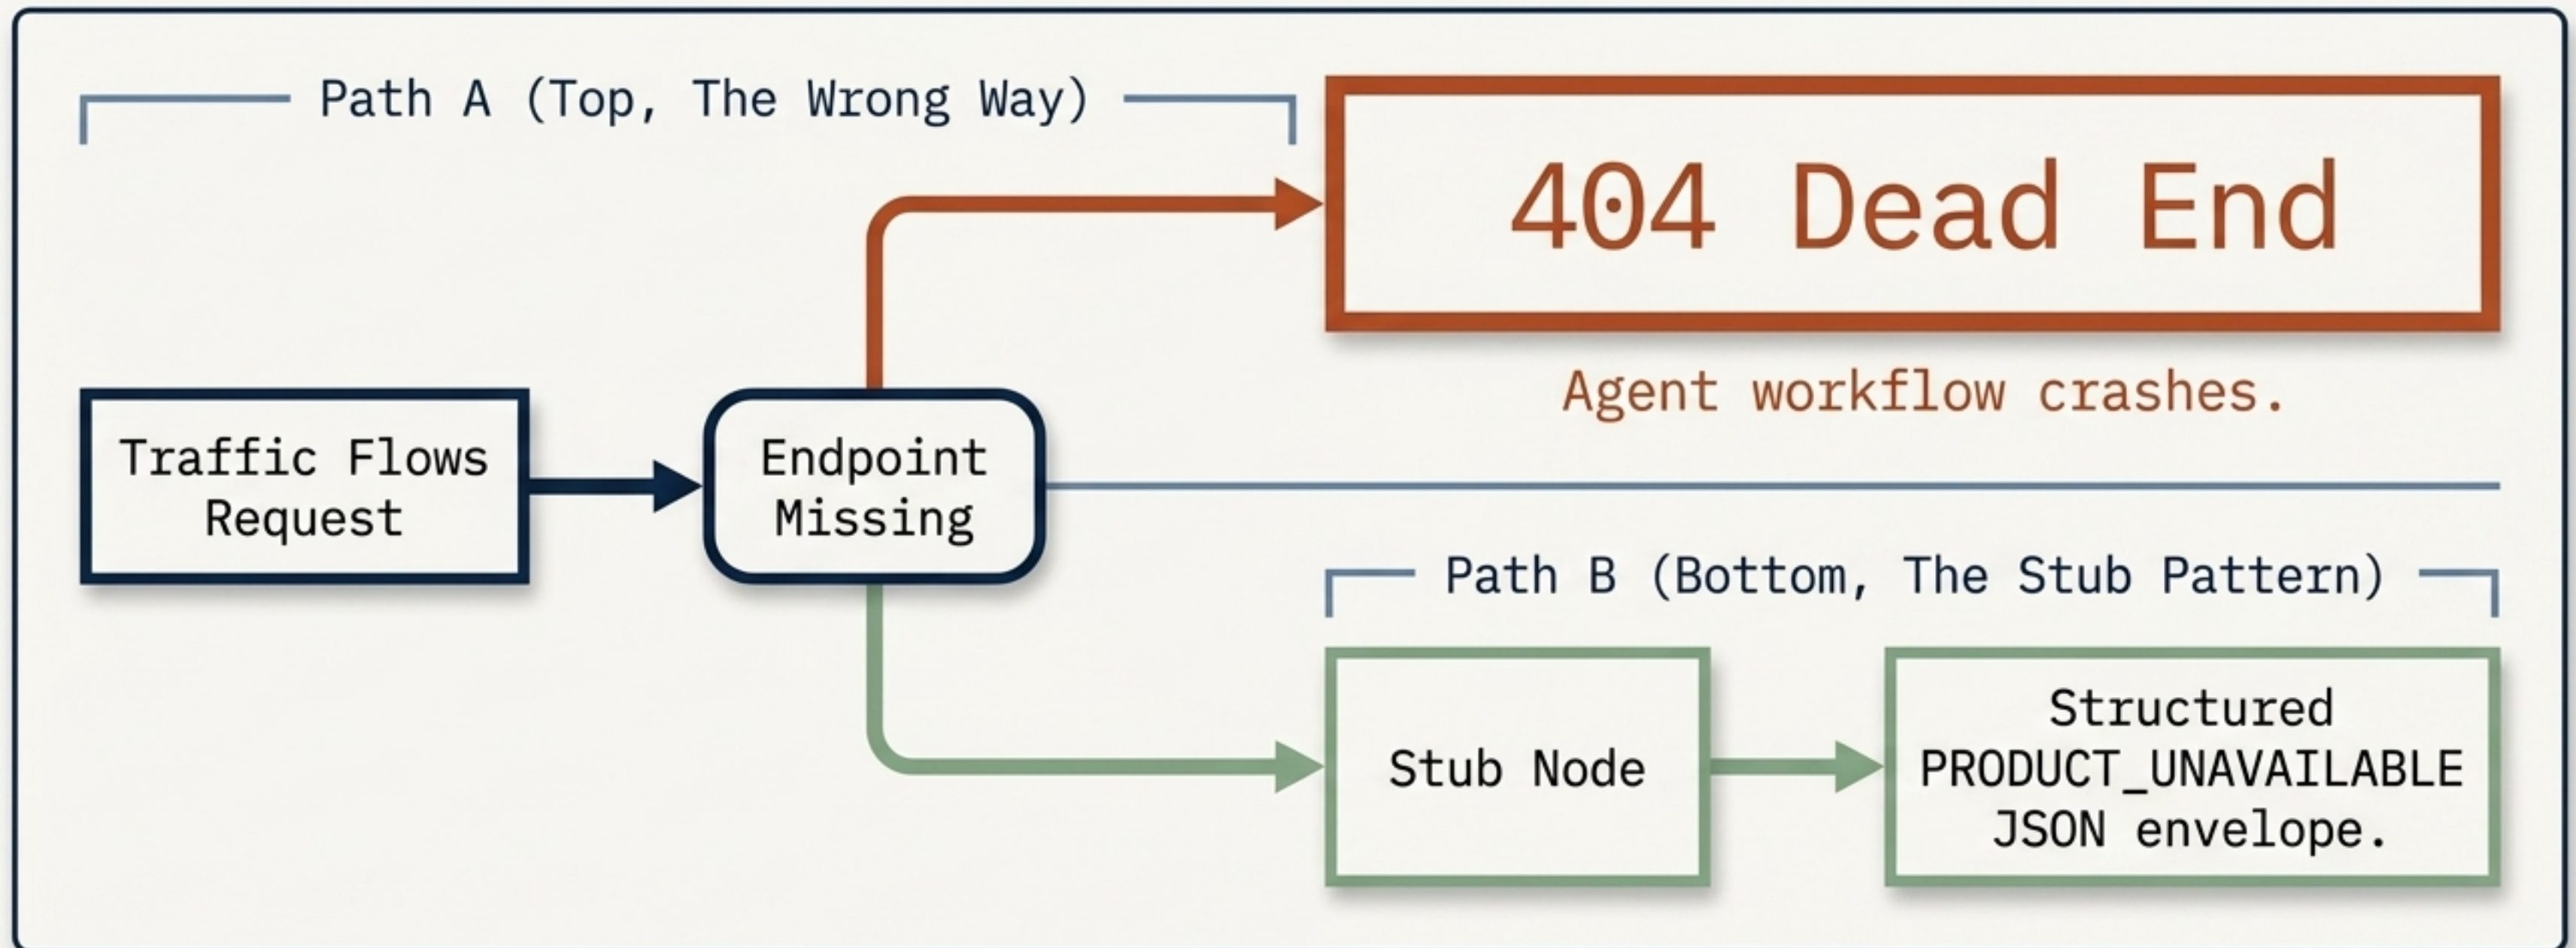 Path A (Top, The Wrong Way)
404 Dead End
Agent workflow crashes.
Traffic Flows
Request
Endpoint
Missing
Path B (Bottom, The Stub Pattern)
Stub Node
Structured
PRODUCT_UNAVAILABLE
JSON envelope.